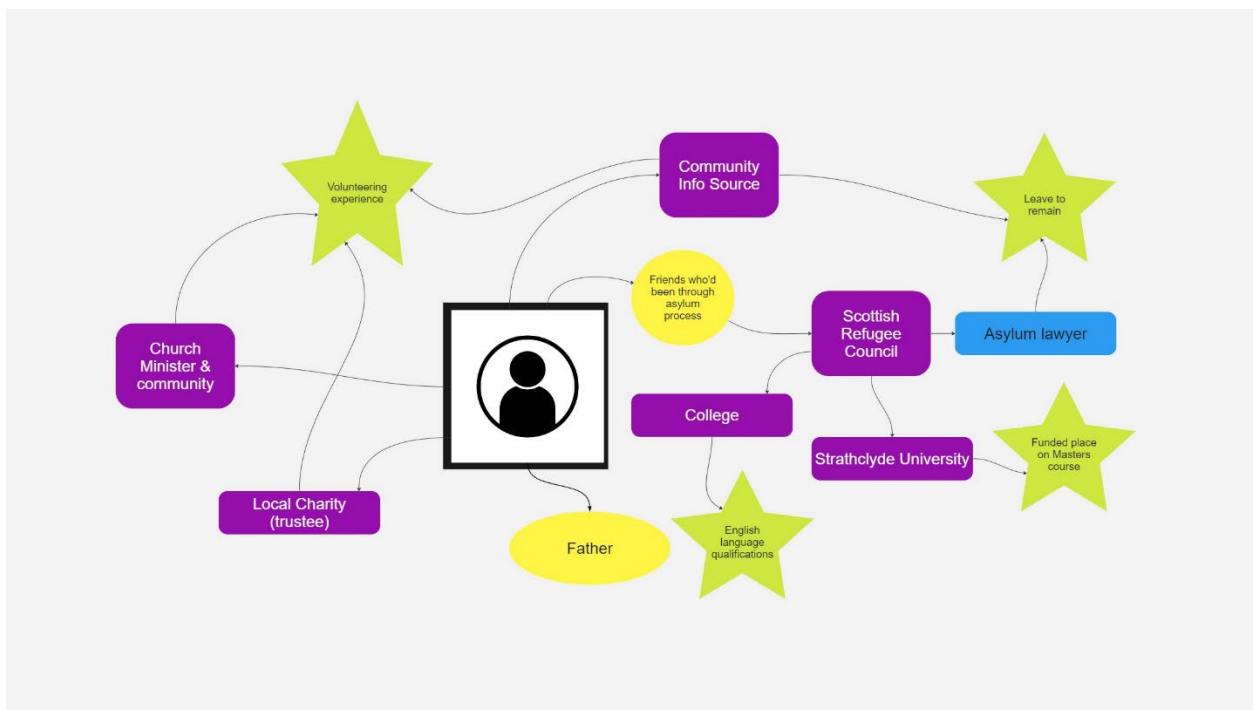 Volunteering
experience
Community
Info Source
Leave to
remain
Friends who'd
been through
asylum
process
Scottish
Refugee
Council
Asylum lawyer
Church
Minister &
community
College
Strathclyde University
Funded place
on Masters
course
Local Charity
(trustee)
Father
English
language
qualifications